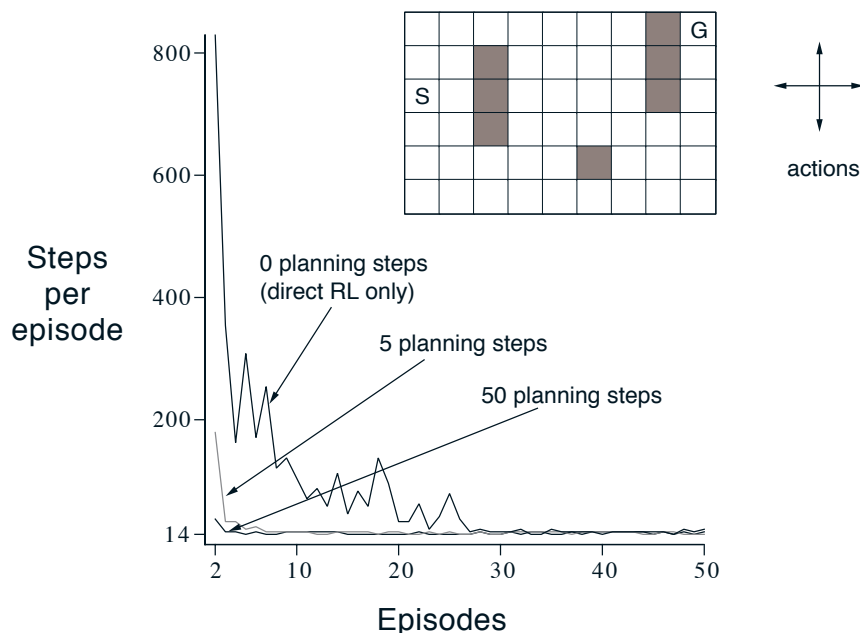 800
600
400
200
14
2
10
20
30
40
50
Steps
per
episode
Episodes
0 planning steps
(direct RL only)
5 planning steps
50 planning steps
S
G
actions